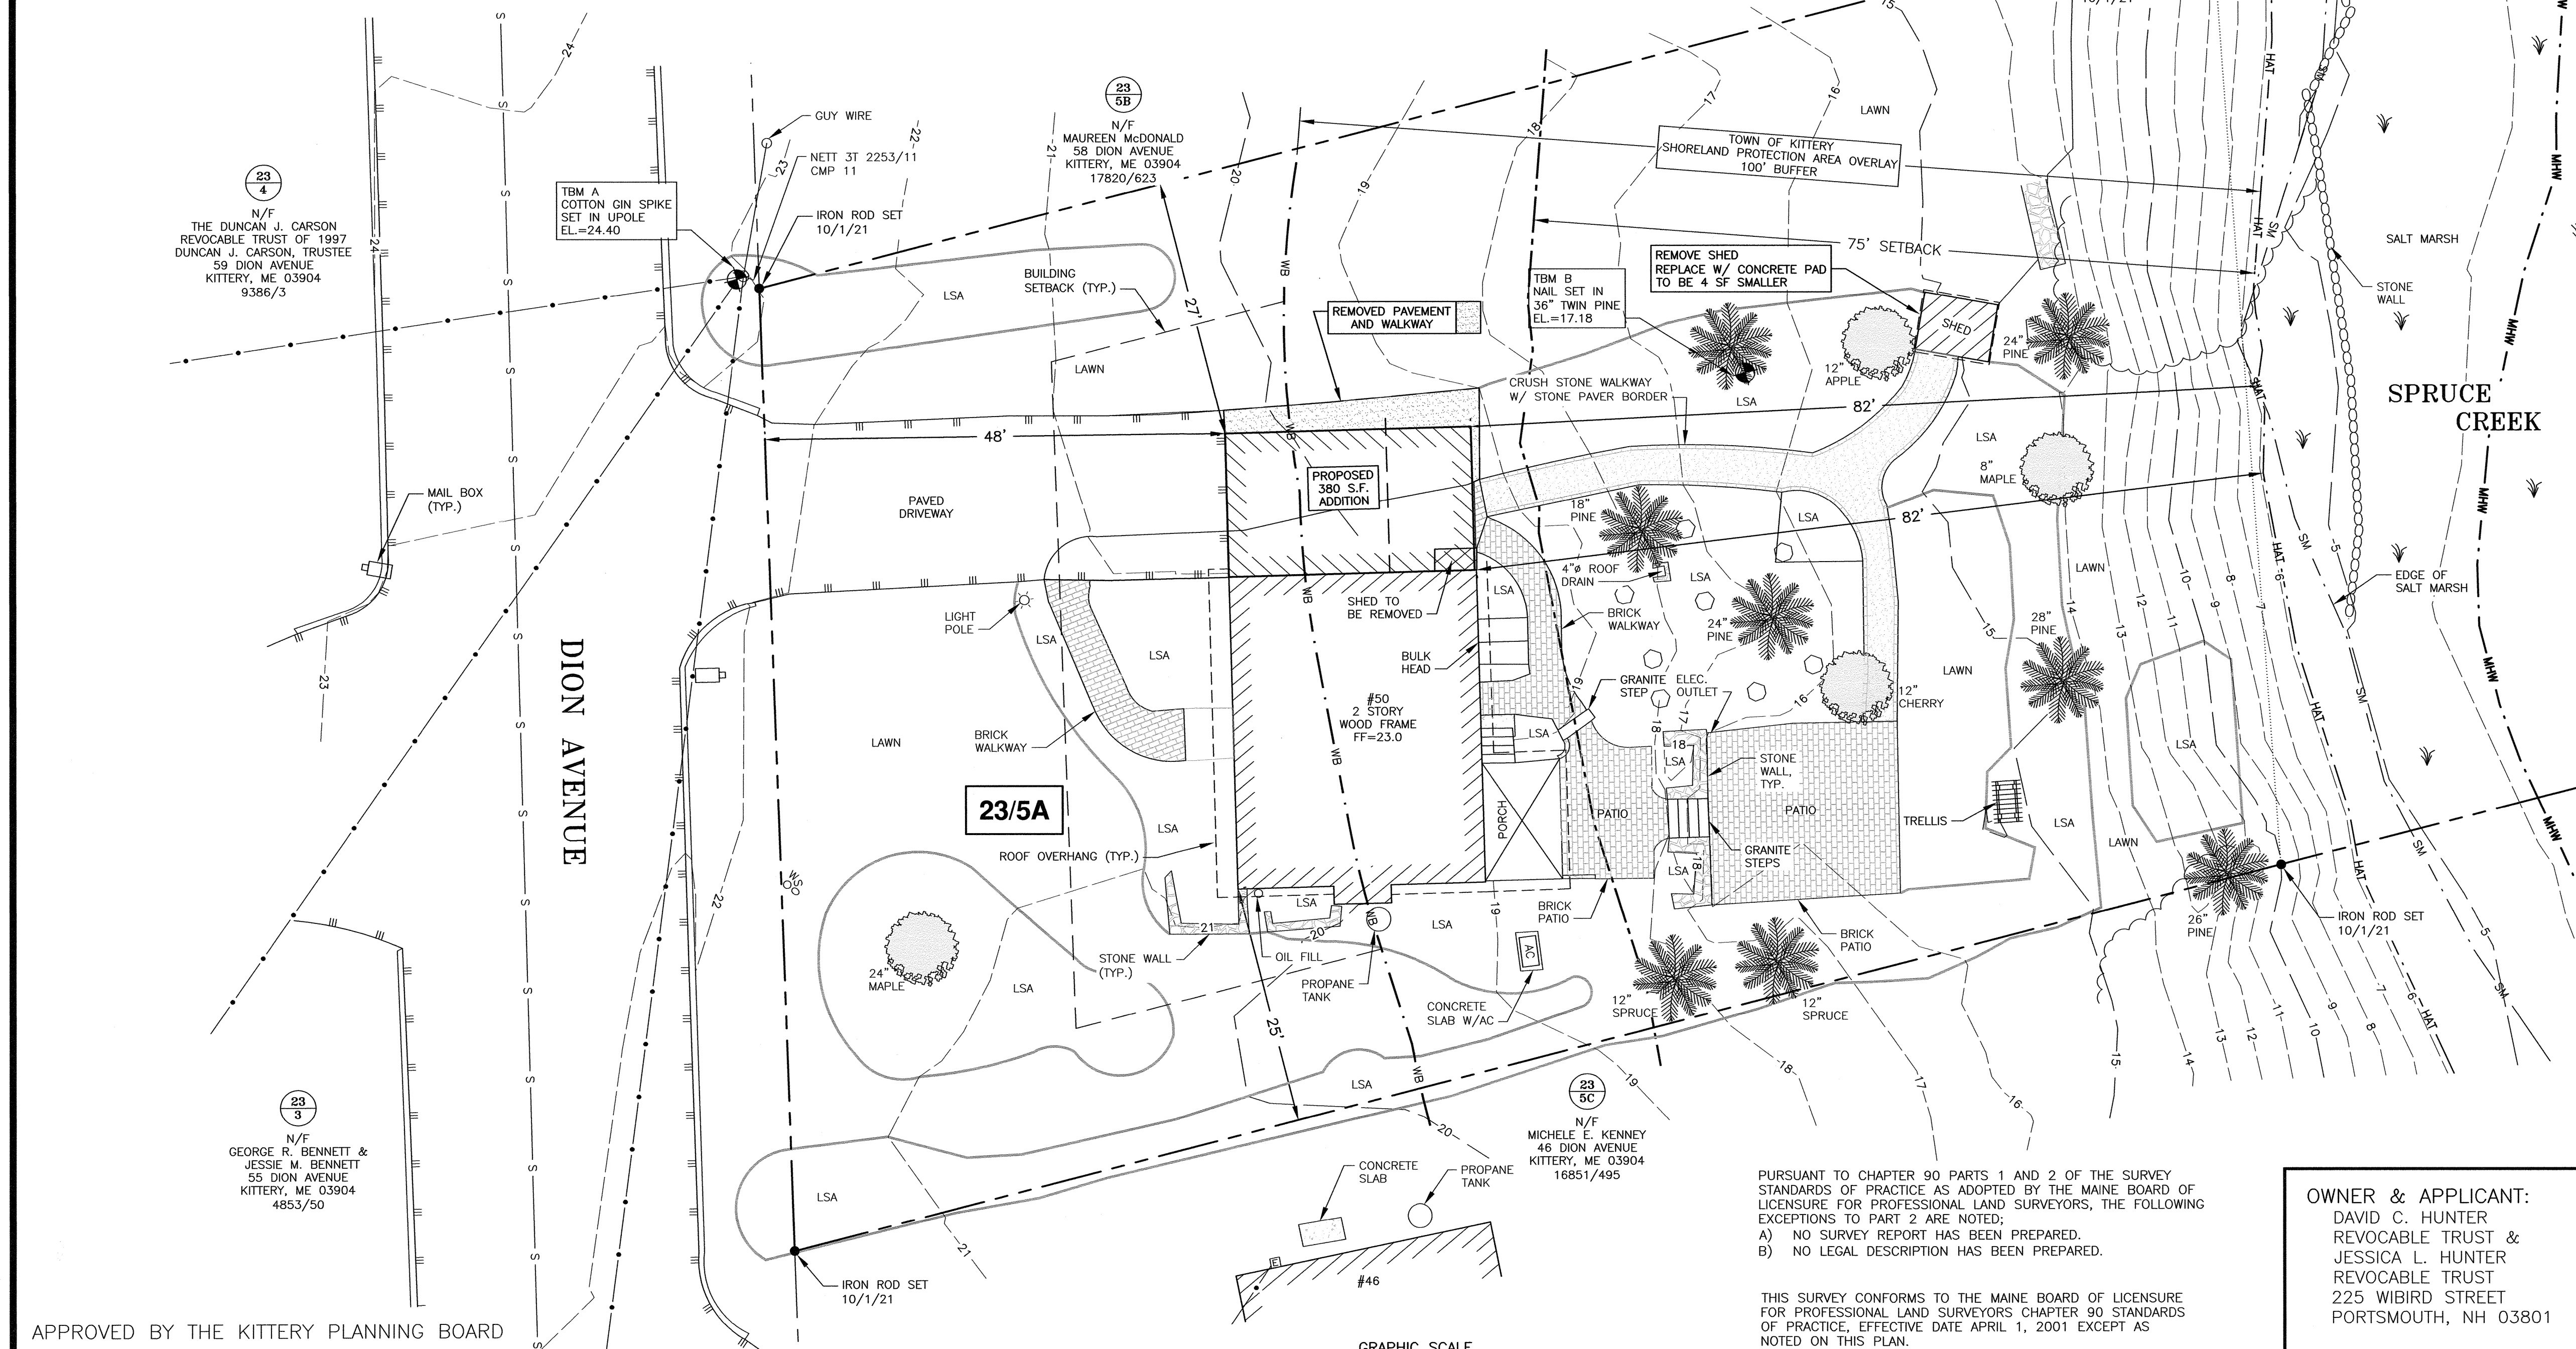 23
4
N/F
THE DUNCAN J. CARSON
REVOCABLE TRUST OF 1997
DUNCAN J. CARSON, TRUSTEE
59 DION AVENUE
KITTERY, ME 03904
9386/3
TBM A
COTTON GIN SPIKE
SET IN UPOLE
EL.=24.40
GUY WIRE
NETT 3T 2253/11
CMP 11
IRON ROD SET
10/1/21
23
5B
N/F
MAUREEN McDONALD
58 DION AVENUE
KITTERY, ME 03904
17820/623
BUILDING
SETBACK (TYP.)
LSA
LAWN
27'
REMOVED PAVEMENT
AND WALKWAY
TOWN OF KITTERY
SHORELAND PROTECTION AREA OVERLAY
100' BUFFER
LAWN
75' SETBACK
REMOVE SHED
REPLACE W/ CONCRETE PAD
TO BE 4 SF SMALLER
TBM B
NAIL SET IN
36" TWIN PINE
EL.=17.18
SHED
24"
PINE
12"
APPLE
CRUSH STONE WALKWAY
W/ STONE PAVER BORDER
LSA
82'
SALT MARSH
STONE
WALL
SPRUCE
CREEK
48'
MAIL BOX
(TYP.)
PAVED
DRIVEWAY
PROPOSED
380 S.F.
ADDITION
18"
PINE
LSA
82'
LSA
8"
MAPLE
4"ø ROOF
DRAIN
LSA
LSA
LAWN
EDGE OF
SALT MARSH
LIGHT
POLE
LSA
LSA
SHED TO
BE REMOVED
BRICK
WALKWAY
24"
PINE
28"
PINE
BULK
HEAD
GRANITE
STEP
ELEC.
OUTLET
12"
CHERRY
LAWN
DION AVENUE
#50
2 STORY
WOOD FRAME
FF=23.0
LSA
LSA
LAWN
BRICK
WALKWAY
LSA
STONE
WALL,
TYP.
23/5A
PORCH
PATIO
PATIO
TRELLIS
LSA
LAWN
LSA
ROOF OVERHANG (TYP.)
GRANITE
STEPS
LSA
WSO
LSA
LSA
BRICK
PATIO
BRICK
PATIO
26"
PINE
IRON ROD SET
10/1/21
24"
MAPLE
LSA
STONE WALL
(TYP.)
OIL FILL
PROPANE
TANK
AC
CONCRETE
SLAB W/AC
12"
SPRUCE
12"
SPRUCE
25'
LSA
23
5C
N/F
MICHELE E. KENNEY
46 DION AVENUE
KITTERY, ME 03904
16851/495
23
3
N/F
GEORGE R. BENNETT &
JESSIE M. BENNETT
55 DION AVENUE
KITTERY, ME 03904
4853/50
LSA
IRON ROD SET
10/1/21
CONCRETE
SLAB
PROPANE
TANK
E
#46
GRAPHIC SCALE
PURSUANT TO CHAPTER 90 PARTS 1 AND 2 OF THE SURVEY
STANDARDS OF PRACTICE AS ADOPTED BY THE MAINE BOARD OF
LICENSURE FOR PROFESSIONAL LAND SURVEYORS, THE FOLLOWING
EXCEPTIONS TO PART 2 ARE NOTED;
A) NO SURVEY REPORT HAS BEEN PREPARED.
B) NO LEGAL DESCRIPTION HAS BEEN PREPARED.
THIS SURVEY CONFORMS TO THE MAINE BOARD OF LICENSURE
FOR PROFESSIONAL LAND SURVEYORS CHAPTER 90 STANDARDS
OF PRACTICE, EFFECTIVE DATE APRIL 1, 2001 EXCEPT AS
NOTED ON THIS PLAN.
OWNER & APPLICANT:
DAVID C. HUNTER
REVOCABLE TRUST &
JESSICA L. HUNTER
REVOCABLE TRUST
225 WIBIRD STREET
PORTSMOUTH, NH 03801
APPROVED BY THE KITTERY PLANNING BOARD